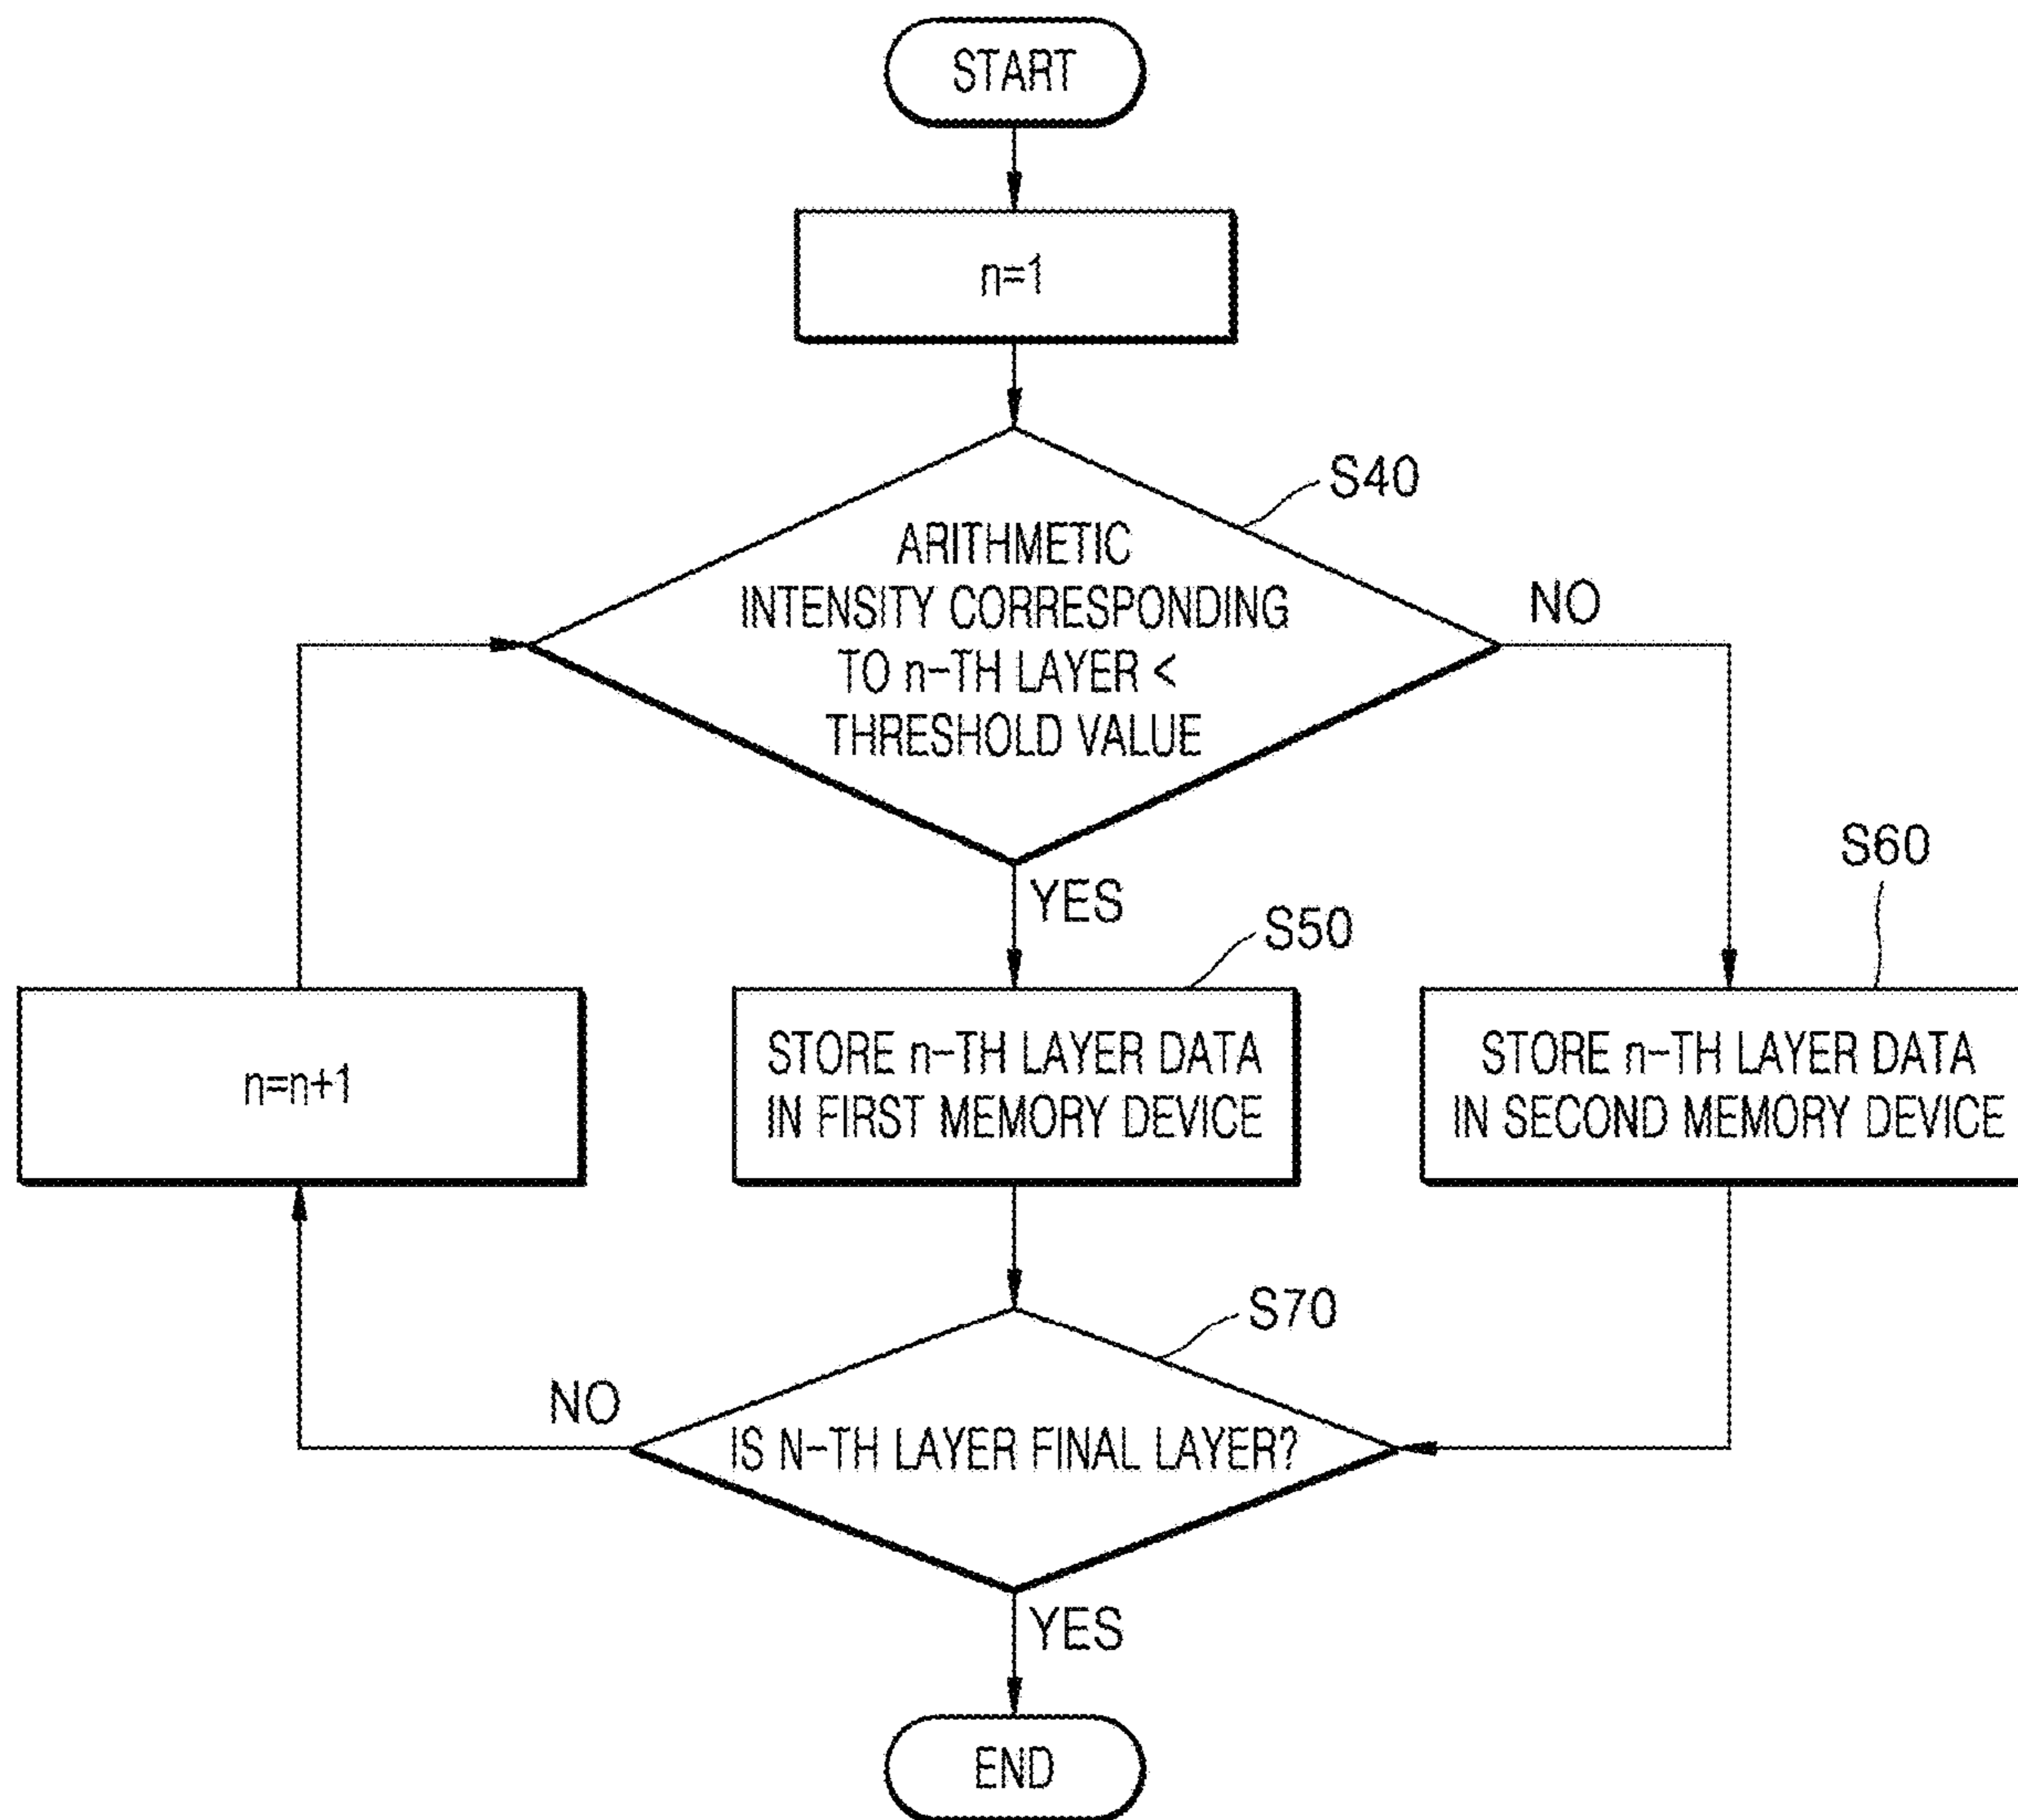 START
n=1
S40
ARITHMETIC
INTENSITY CORRESPONDING
TO n-TH LAYER <
THRESHOLD VALUE
NO
YES
S50
S60
n=n+1
STORE n-TH LAYER DATA
IN FIRST MEMORY DEVICE
STORE n-TH LAYER DATA
IN SECOND MEMORY DEVICE
S70
NO
IS N-TH LAYER FINAL LAYER?
YES
END